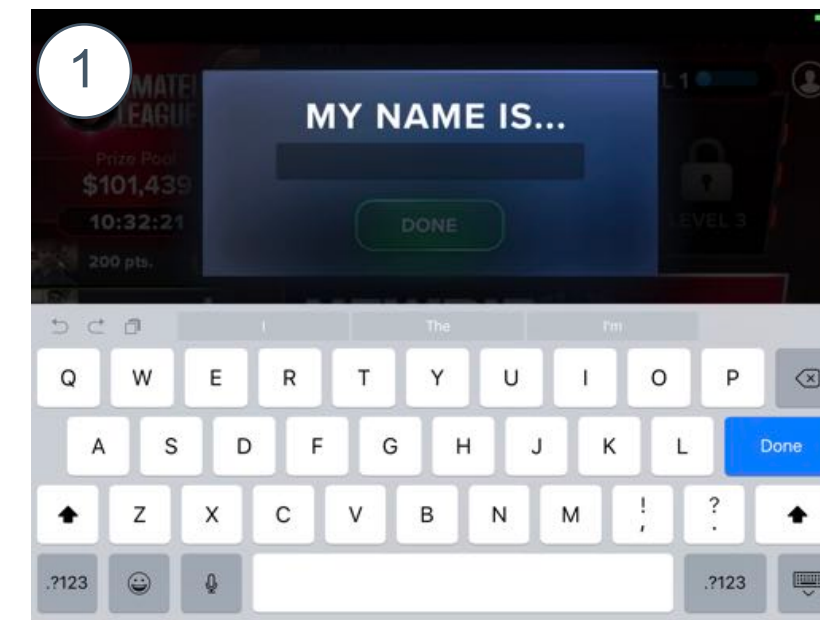 1
MATE
LEAGUE
L 1
MY NAME IS...
Prize Pool
$101,439
10:32:21
DONE
LEVEL 3
200 pts.
I The I'm
Q W E R T Y U I O P
A S D F G H J K L Done
Z X C V B N M ! , ? .
.?123 .?123